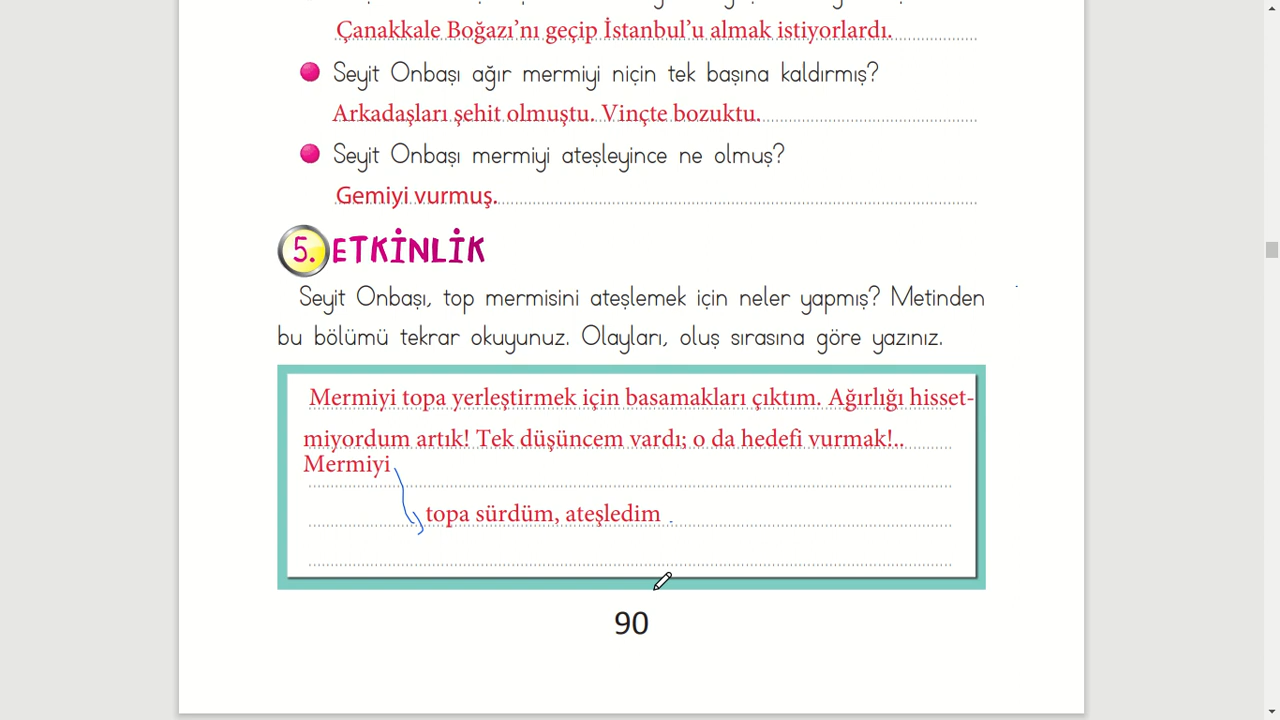 Çanakkale Boğazı’nı geçip İstanbul’u almak istiyorlardı.
Seyit Onbaşı ağır mermiyi niçin tek başına kaldırmış?
Arkadaşları şehit olmuştu. Vinçte bozuktu.
Seyit Onbaşı mermiyi ateşleyince ne olmuş?
Gemiyi vurmuş.
5. ETKİNLİK
Seyit Onbaşı, top mermisini ateşlemek için neler yapmış? Metinden
bu bölümü tekrar okuyunuz. Olayları, oluş sırasına göre yazınız.
Mermiyi topa yerleştirmek için basamakları çıktım. Ağırlığı hisset-
miyordum artık! Tek düşüncem vardı; o da hedefi vurmak!..
Mermiyi
topa sürdüm, ateşledim .
90